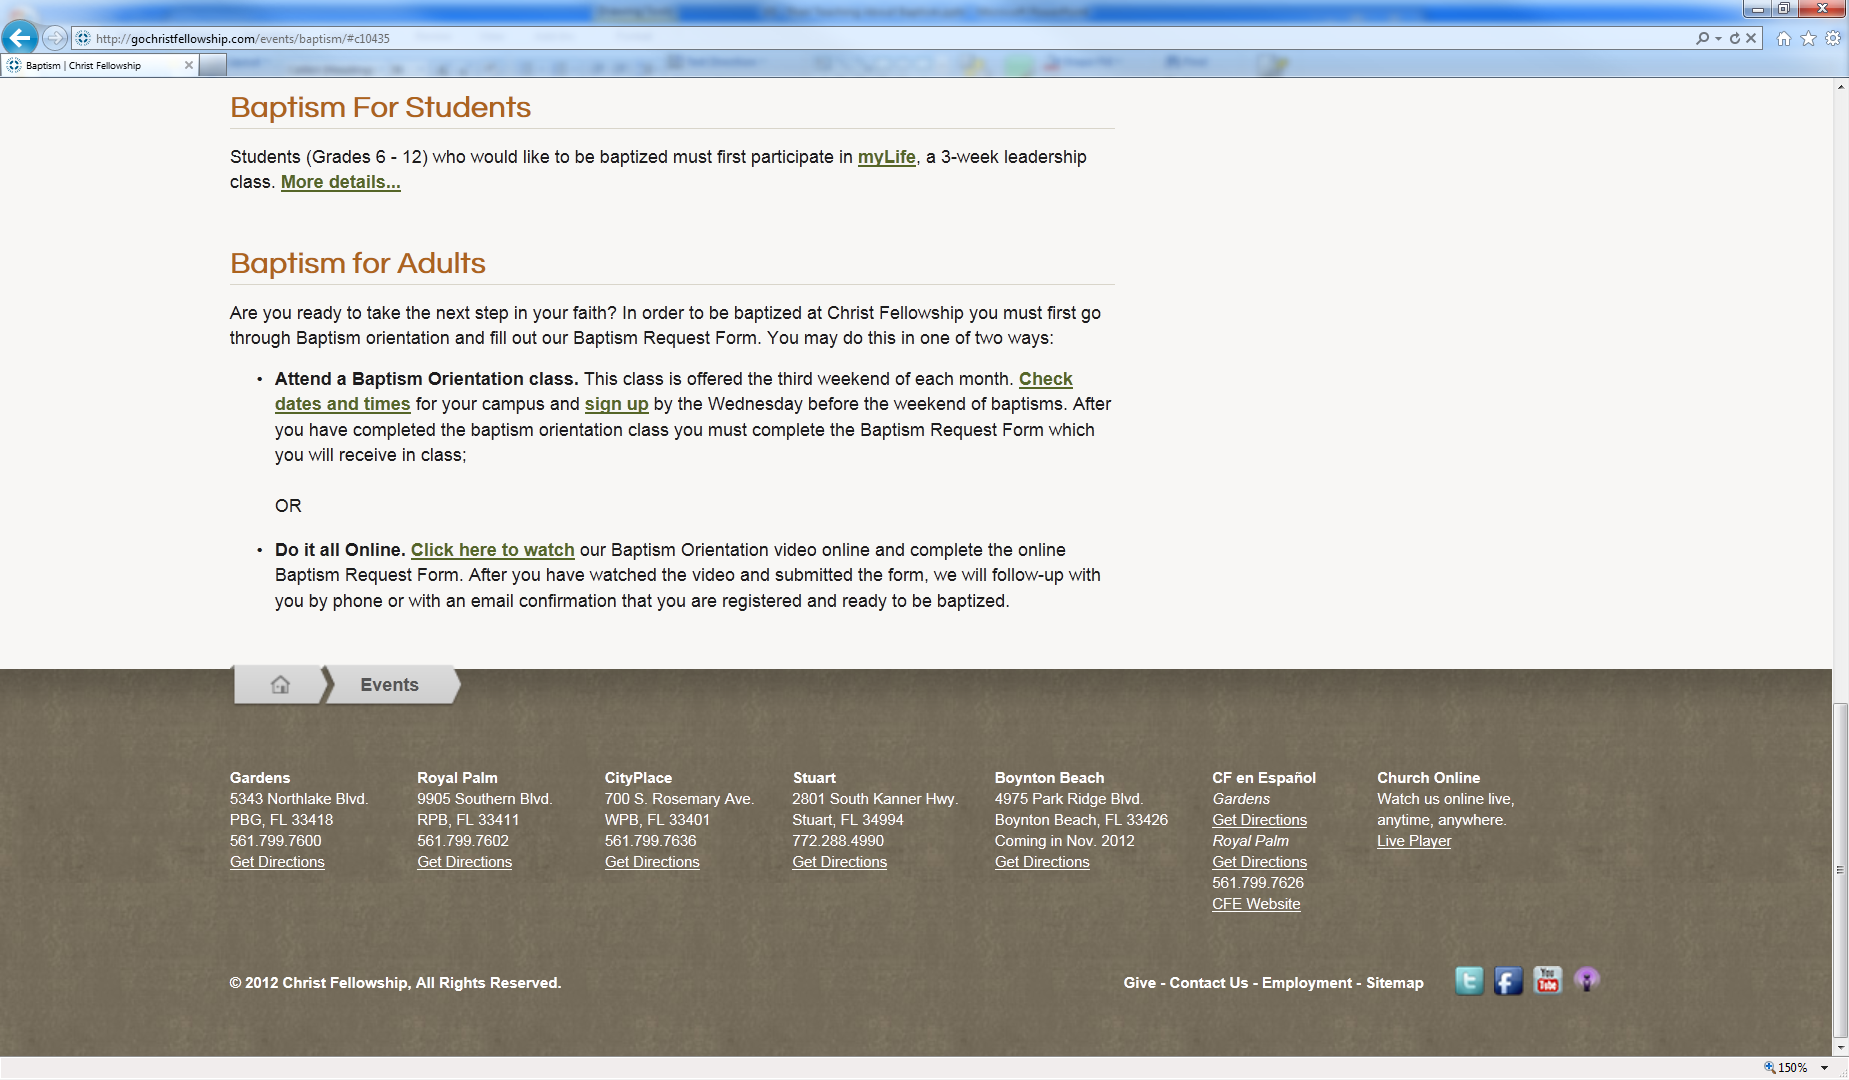 http://gochristfellowship.com/events/baptism/#c10435
Baptism | Christ Fellowship
Baptism For Students
Students (Grades 6 - 12) who would like to be baptized must first participate in myLife, a 3-week leadership
class. More details...
Baptism for Adults
Are you ready to take the next step in your faith? In order to be baptized at Christ Fellowship you must first go
through Baptism orientation and fill out our Baptism Request Form. You may do this in one of two ways:
• Attend a Baptism Orientation class. This class is offered the third weekend of each month. Check
dates and times for your campus and sign up by the Wednesday before the weekend of baptisms. After
you have completed the baptism orientation class you must complete the Baptism Request Form which
you will receive in class;
OR
• Do it all Online. Click here to watch our Baptism Orientation video online and complete the online
Baptism Request Form. After you have watched the video and submitted the form, we will follow-up with
you by phone or with an email confirmation that you are registered and ready to be baptized.
Events
Gardens
5343 Northlake Blvd.
PBG, FL 33418
561.799.7600
Get Directions
Royal Palm
9905 Southern Blvd.
RPB, FL 33411
561.799.7602
Get Directions
CityPlace
700 S. Rosemary Ave.
WPB, FL 33401
561.799.7636
Get Directions
Stuart
2801 South Kanner Hwy.
Stuart, FL 34994
772.288.4990
Get Directions
Boynton Beach
4975 Park Ridge Blvd.
Boynton Beach, FL 33426
Coming in Nov. 2012
Get Directions
CF en Español
Gardens
Get Directions
Royal Palm
Get Directions
561.799.7626
CFE Website
Church Online
Watch us online live,
anytime, anywhere.
Live Player
© 2012 Christ Fellowship, All Rights Reserved.
Give - Contact Us - Employment - Sitemap
You Tube
150%